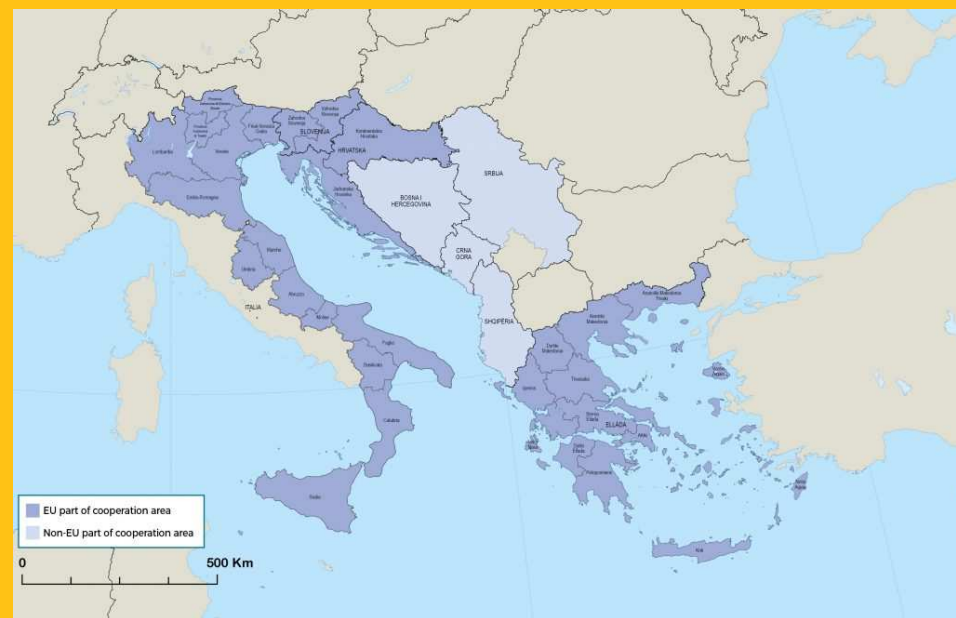 Lombardia
Veneto
Friuli Venezia
Giulia
Zahodna
Slovenija
Vzhodna
Slovenija
SLOVENIJA
Kontinentalna
Hrvatska
HRVATSKA
Jadranska
Hrvatska
Emilia-Romagna
BOSNA I
HERCEGOVINA
SRBIJA
CRNA
GORA
SHQIPËRIA
Marche
Umbria
Abruzzo
ITALIA
Molise
Puglia
Basilicata
Calabria
Sicilia
Anatoliki Makedonia
Thraki
Kentriki
Makedonia
Dytiki
Makedonia
Ipeiros
Thessalia
Sterea
Ellada
ELLADA
Attiki
Dytiki
Ellada
Peloponnisos
Voreio
Aigaio
Notio
Aigaio
Kriti
EU part of cooperation area
Non-EU part of cooperation area
0
500 Km